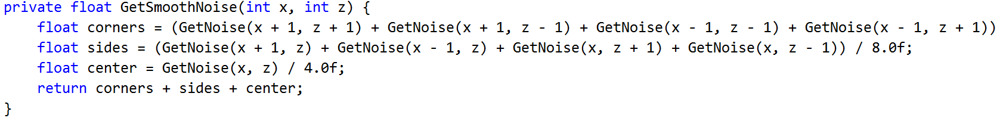 private float GetSmoothNoise(int x, int z) {
    float corners = (GetNoise(x + 1, z + 1) + GetNoise(x + 1, z - 1) + GetNoise(x - 1, z - 1) + GetNoise(x - 1, z + 1))
    float sides = (GetNoise(x + 1, z) + GetNoise(x - 1, z) + GetNoise(x, z + 1) + GetNoise(x, z - 1)) / 8.0f;
    float center = GetNoise(x, z) / 4.0f;
    return corners + sides + center;
}